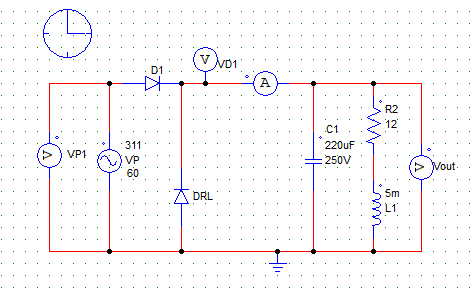 D1
V
VD1
A
V
VP1
311
VP
60
DRL
C1
220uF
250V
R2
12
V
Vout
5m
L1